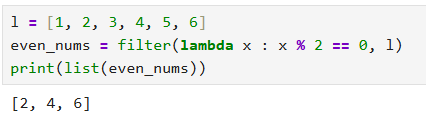 l = [1, 2, 3, 4, 5, 6]
even_nums = filter(lambda x : x % 2 == 0, l)
print(list(even_nums))
[2, 4, 6]